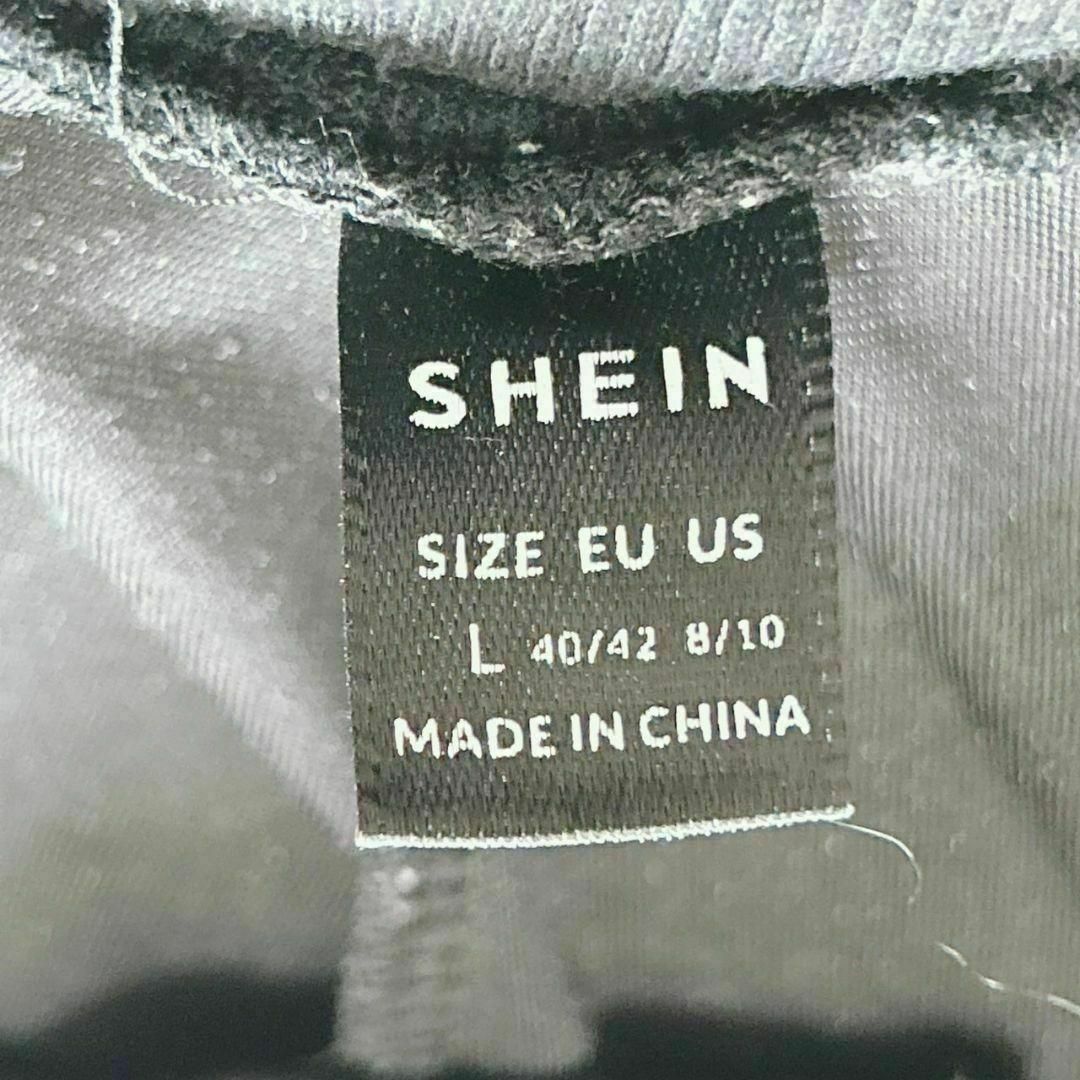 SHEIN
SIZE EU US
L 40/42 8/10
MADE IN CHINA